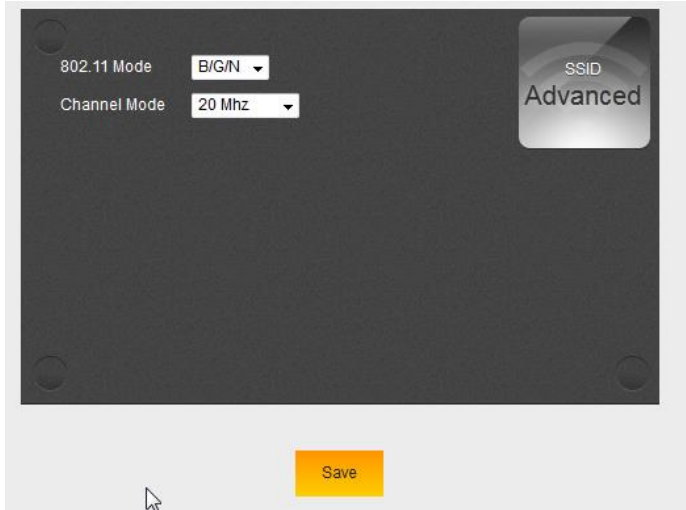 802.11 Mode B/G/N
SSID
Advanced
Channel Mode 20 Mhz
Save